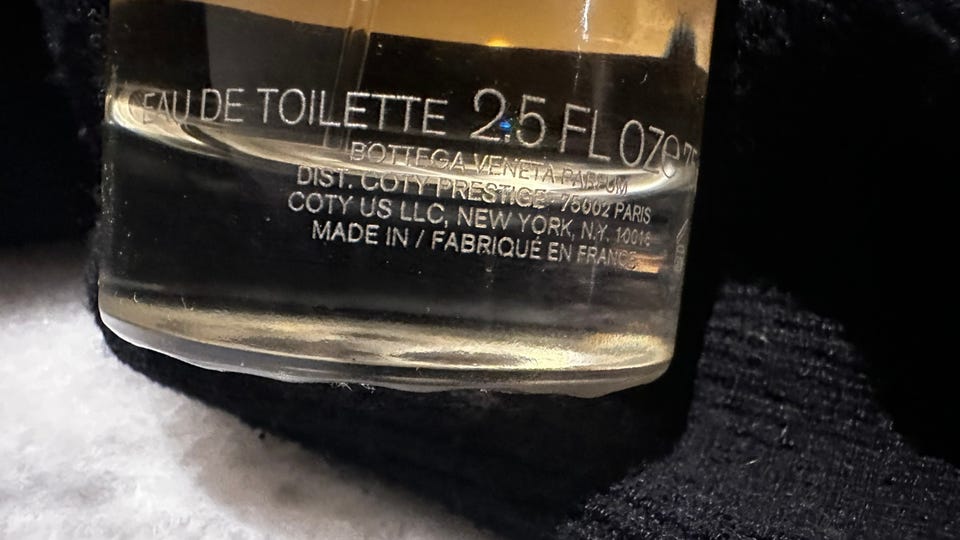 EAU DE TOILETTE 2.5 FL OZ e 7
BOTTEGA VENETA PARFUM
DIST. COTY PRESTIGE - 75002 PARIS
COTY US LLC, NEW YORK, N.Y. 10016
MADE IN / FABRIQUÉ EN FRANCE